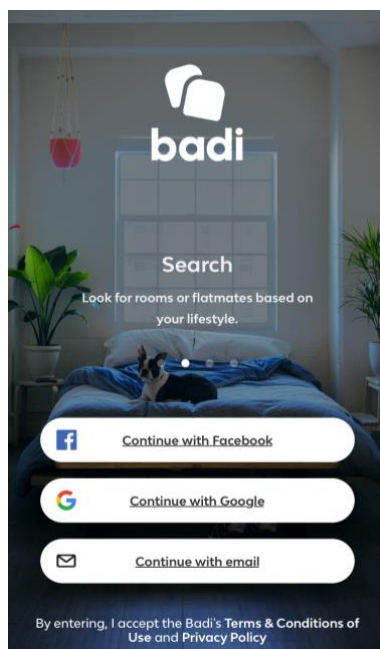 badi
Search
Look for rooms or flatmates based on
your lifestyle.
Continue with Facebook
Continue with Google
Continue with email
By entering, I accept the Badi's Terms & Conditions of
Use and Privacy Policy